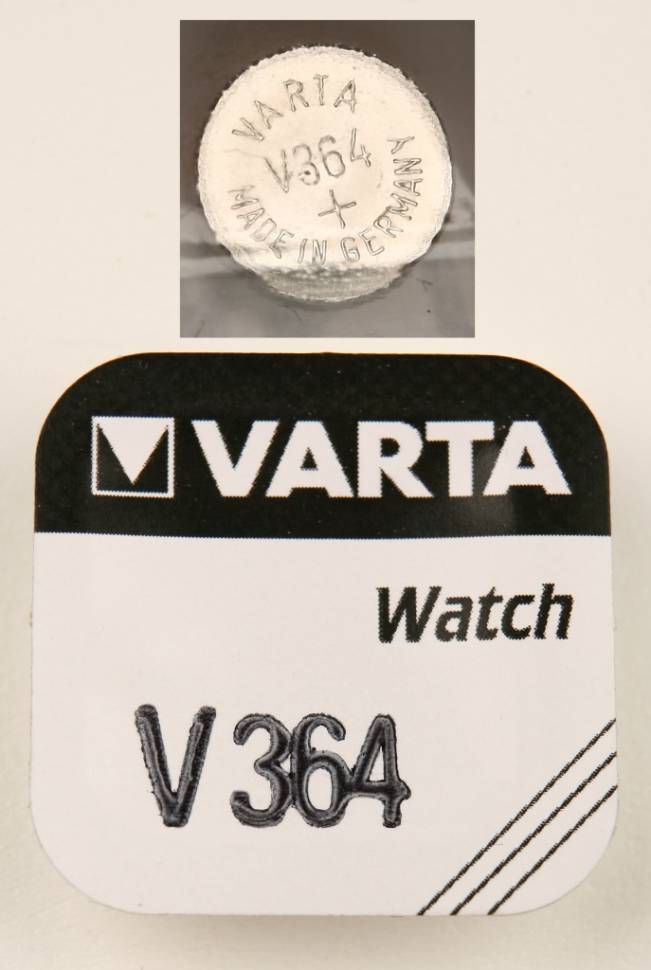 VARTA
V364
+
MADE IN GERMANY
VARTA
Watch
V 364